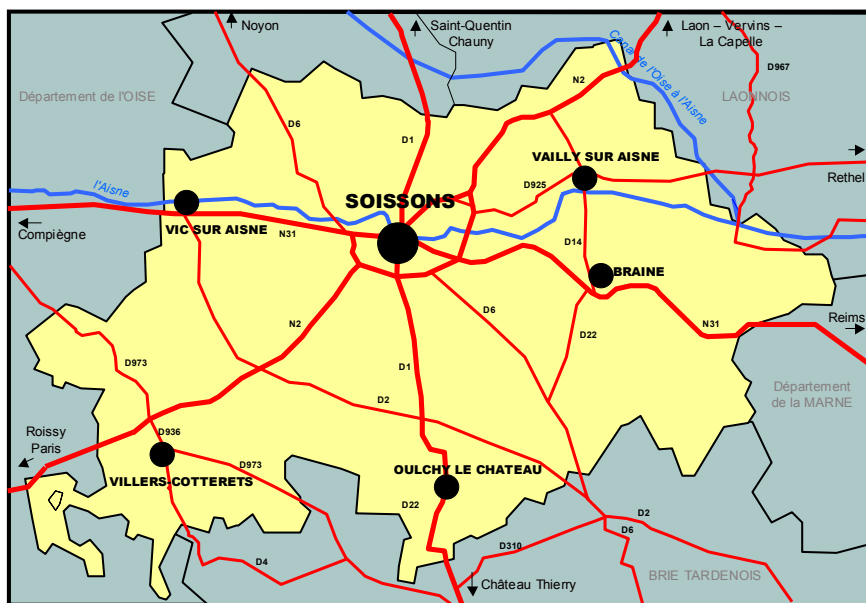 Noyon
Saint-Quentin
Chauny
Laon – Vervins –
La Capelle
Canal de l'Oise à l'Aisne
D967
Département de l'OISE
LAONNOIS
N2
D6
D1
VAILLY SUR AISNE
Rethel
D925
l'Aisne
SOISSONS
Compiègne
VIC SUR AISNE
N31
D14
BRAINE
D6
Reims
N2
D22
N31
D973
D1
Département
de la MARNE
D2
Roissy
Paris
D936
D973
OULCHY LE CHATEAU
VILLERS-COTTERETS
D22
D2
D6
D310
D4
BRIE TARDENOIS
Château Thierry